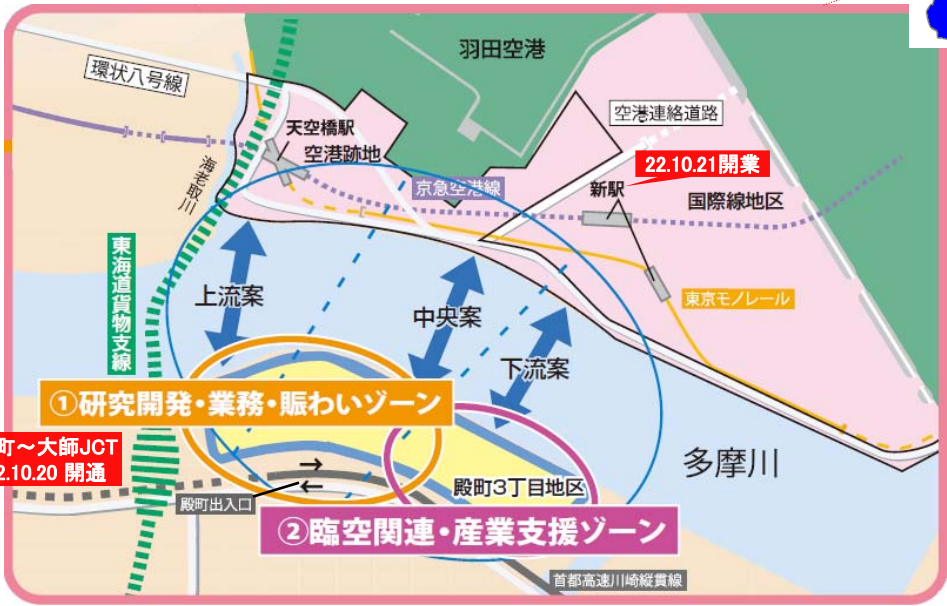 羽田空港
環状八号線
空港連絡道路
天空橋駅
空港跡地
22.10.21開業
海老取川
京急空港線
新駅
国際線地区
東海道貨物支線
上流案
中央案
東京モノレール
下流案
①研究開発・業務・賑わいゾーン
町～大師JCT
2.10.20 開通
多摩川
殿町3丁目地区
殿町出入口
②臨空関連・産業支援ゾーン
首都高速川崎縦貫線